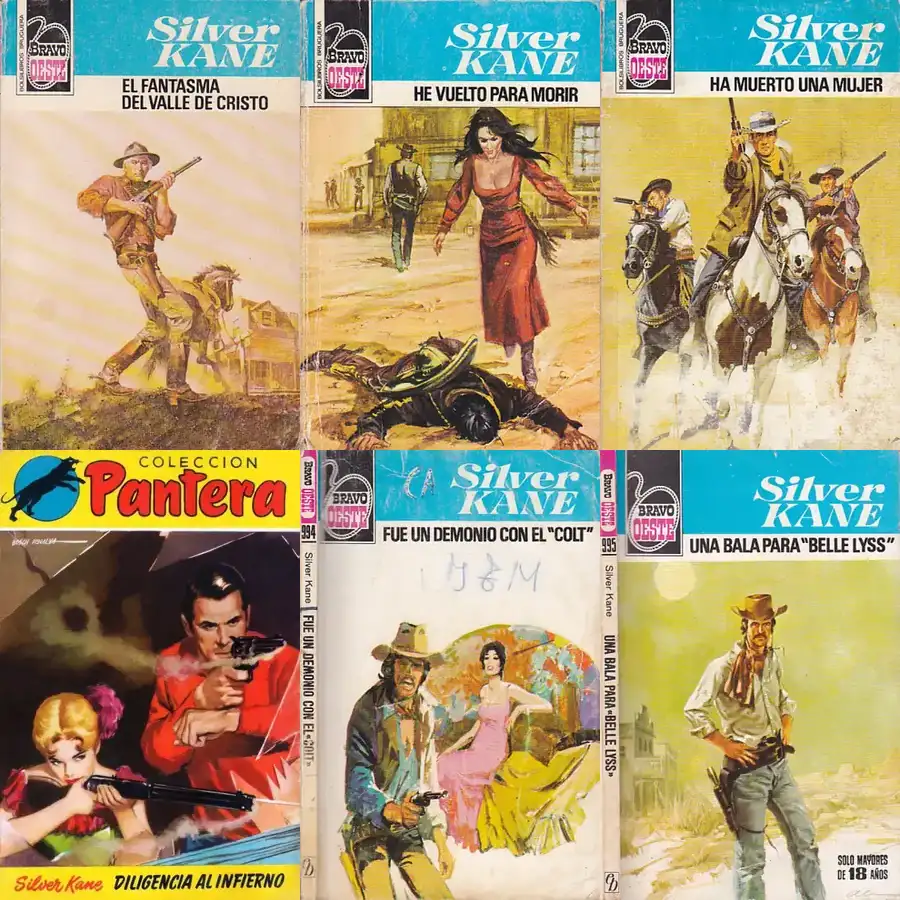 BOLSILIBROS BRUGUERA
BRAVO
OESTE
Silver
KANE
EL FANTASMA
DEL VALLE DE CRISTO
BOLSILIBROS BRUGUERA
BRAVO
OESTE
Silver
KANE
HE VUELTO PARA MORIR
BOLSILIBROS BRUGUERA
BRAVO
OESTE
Silver
KANE
HA MUERTO UNA MUJER
COLECCION
Pantera
Silver Kane DILIGENCIA AL INFIERNO
BRAVO
OESTE
994
Silver Kane
FUE UN DEMONIO CON EL «COLT»
CA
BRAVO
OESTE
Silver
KANE
FUE UN DEMONIO CON EL "COLT"
BRAVO
OESTE
995
Silver Kane
UNA BALA PARA «BELLE LYSS»
BRAVO
OESTE
Silver
KANE
UNA BALA PARA "BELLE LYSS"
SOLO MAYORES
DE 18 AÑOS